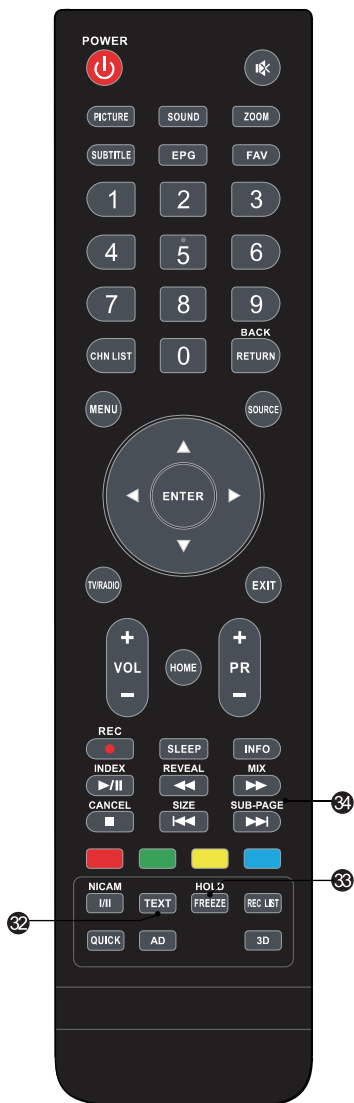 POWER
PICTURE SOUND ZOOM
SUBTITLE EPG FAV
1 2 3
4 5 6
7 8 9
BACK
CHN LIST 0 RETURN
MENU SOURCE
ENTER
TV/RADIO EXIT
+ +
VOL HOME PR
− −
REC
SLEEP INFO
INDEX REVEAL MIX
CANCEL SIZE SUB-PAGE
34
33
NICAM HOLD
I/II TEXT FREEZE REC LIST
32
QUICK AD 3D